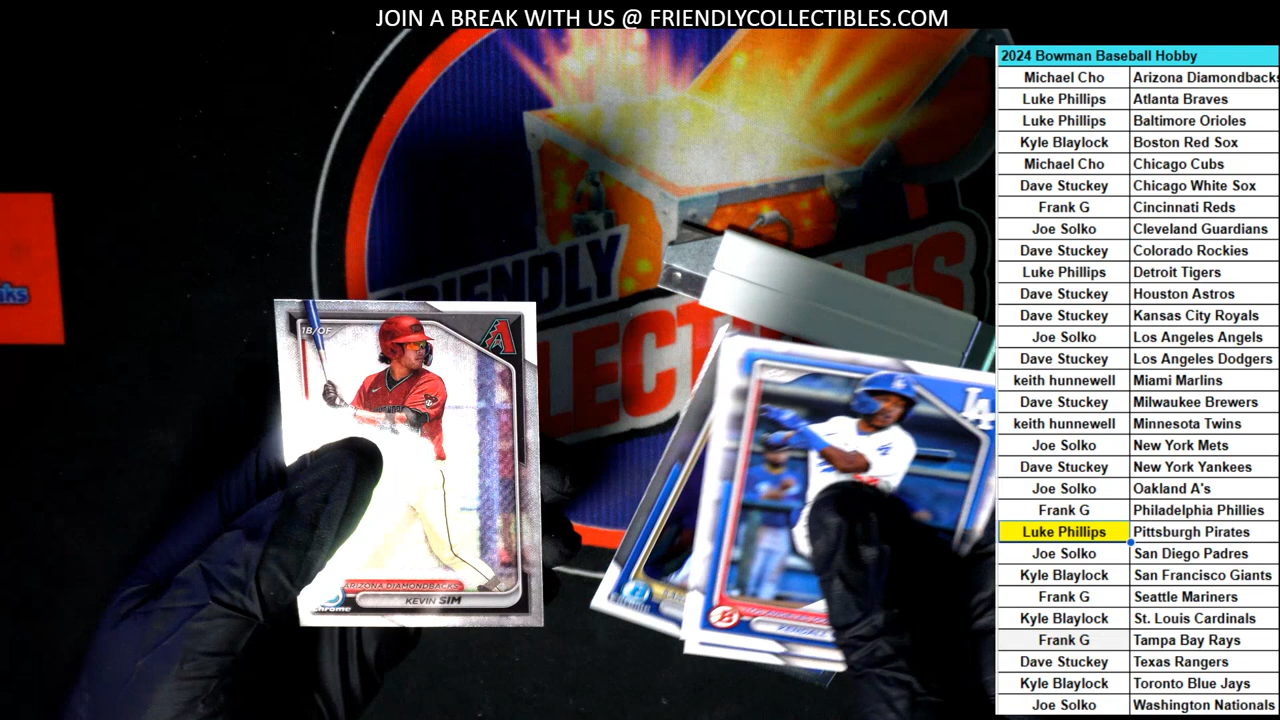 JOIN A BREAK WITH US @ FRIENDLYCOLLECTIBLES.COM
2024 Bowman Baseball Hobby
Michael Cho Arizona Diamondbacks
Luke Phillips Atlanta Braves
Luke Phillips Baltimore Orioles
Kyle Blaylock Boston Red Sox
Michael Cho Chicago Cubs
Dave Stuckey Chicago White Sox
Frank G Cincinnati Reds
Joe Solko Cleveland Guardians
Dave Stuckey Colorado Rockies
Luke Phillips Detroit Tigers
Dave Stuckey Houston Astros
Dave Stuckey Kansas City Royals
Joe Solko Los Angeles Angels
Dave Stuckey Los Angeles Dodgers
keith hunnewell Miami Marlins
Dave Stuckey Milwaukee Brewers
keith hunnewell Minnesota Twins
Joe Solko New York Mets
Dave Stuckey New York Yankees
Joe Solko Oakland A's
Frank G Philadelphia Phillies
Luke Phillips Pittsburgh Pirates
Joe Solko San Diego Padres
Kyle Blaylock San Francisco Giants
Frank G Seattle Mariners
Kyle Blaylock St. Louis Cardinals
Frank G Tampa Bay Rays
Dave Stuckey Texas Rangers
Kyle Blaylock Toronto Blue Jays
Joe Solko Washington Nationals
FRIENDLY
LLECT
ES
1B/OF
A
ARIZONA DIAMONDBACKS
KEVIN SIM
Chrome
LA
B